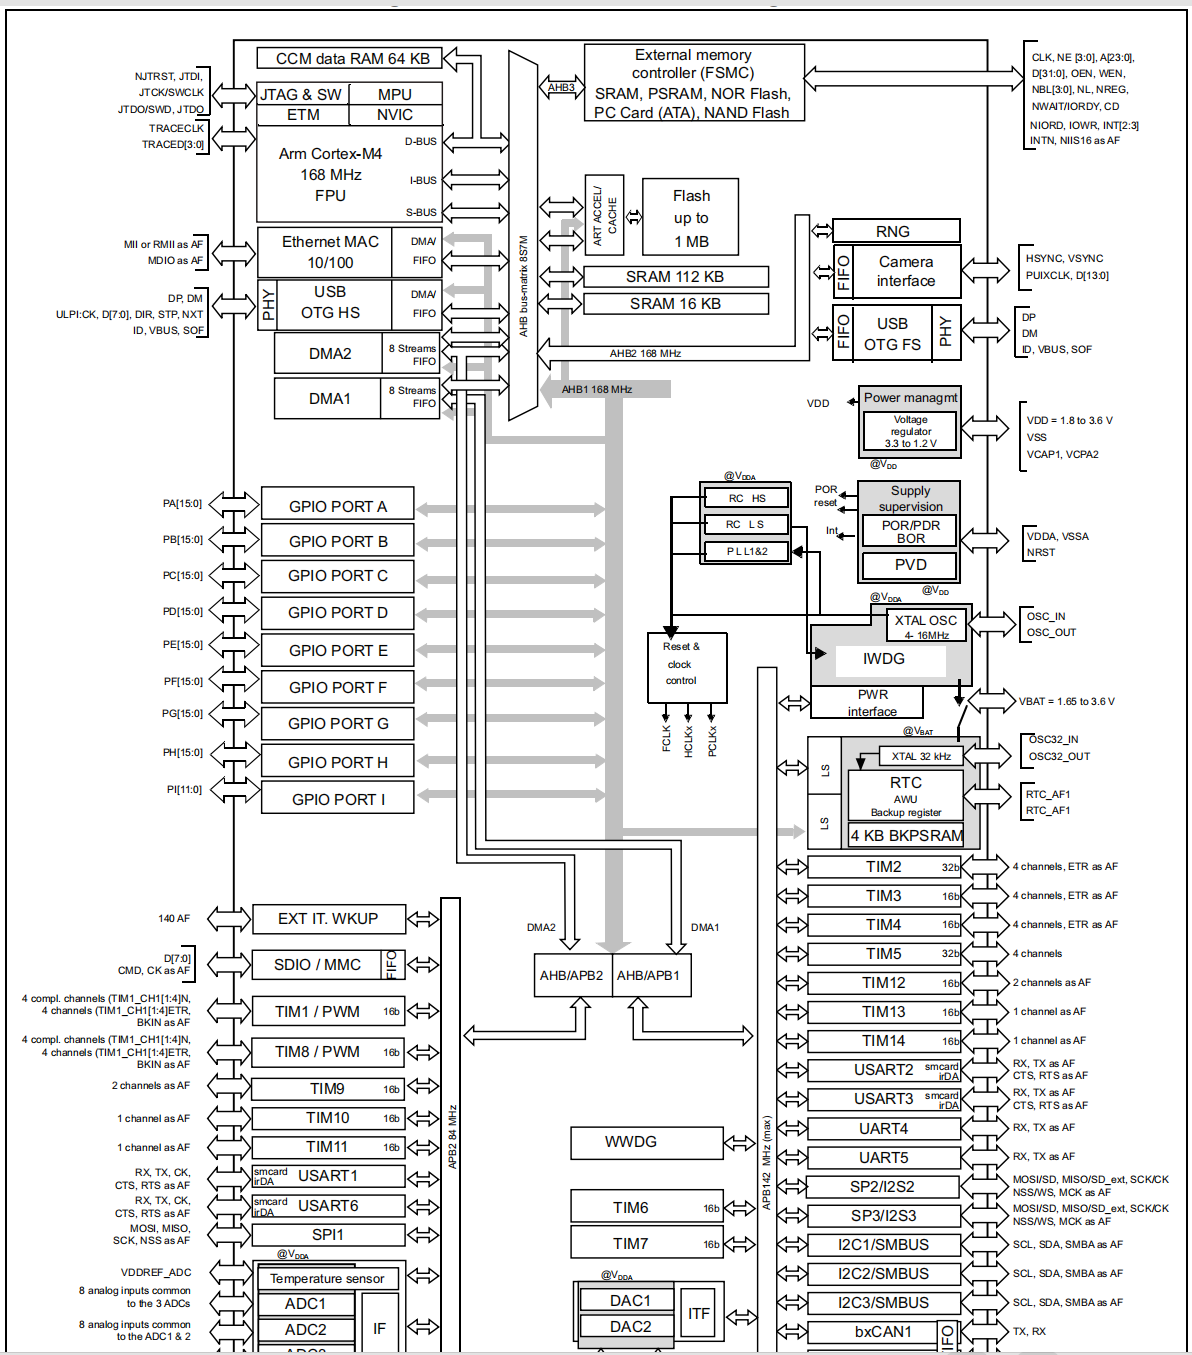 CCM data RAM 64 KB
NJTRST, JTDI,
JTCK/SWCLK
JTDO/SWD, JTDO
TRACECLK
TRACED[3:0]
JTAG & SW
MPU
ETM
NVIC
Arm Cortex-M4
168 MHz
FPU
D-BUS
I-BUS
S-BUS
AHB bus-matrix 8S7M
AHB3
External memory
controller (FSMC)
SRAM, PSRAM, NOR Flash,
PC Card (ATA), NAND Flash
CLK, NE [3:0], A[23:0],
D[31:0], OEN, WEN,
NBL[3:0], NL, NREG,
NWAIT/IORDY, CD
NIORD, IOWR, INT[2:3]
INTN, NIIS16 as AF
ART ACCEL/
CACHE
Flash
up to
1 MB
SRAM 112 KB
SRAM 16 KB
AHB2 168 MHz
AHB1 168 MHz
MII or RMII as AF
MDIO as AF
Ethernet MAC
10/100
DMA/
FIFO
DP, DM
ULPI:CK, D[7:0], DIR, STP, NXT
ID, VBUS, SOF
PHY
USB
OTG HS
DMA/
FIFO
DMA2
8 Streams
FIFO
DMA1
8 Streams
FIFO
RNG
FIFO
Camera
interface
HSYNC, VSYNC
PUIXCLK, D[13:0]
FIFO
USB
OTG FS
PHY
DP
DM
ID, VBUS, SOF
VDD
Power managmt
Voltage
regulator
3.3 to 1.2 V
@VDD
VDD = 1.8 to 3.6 V
VSS
VCAP1, VCPA2
@VDDA
RC HS
RC LS
PLL1&2
POR
reset
Int
Supply
supervision
POR/PDR
BOR
PVD
@VDD
VDDA, VSSA
NRST
@VDDA
XTAL OSC
4- 16MHz
IWDG
OSC_IN
OSC_OUT
PWR
interface
VBAT = 1.65 to 3.6 V
Reset &
clock
control
FCLK
HCLKx
PCLKx
@VBAT
LS
LS
XTAL 32 kHz
RTC
AWU
Backup register
4 KB BKPSRAM
OSC32_IN
OSC32_OUT
RTC_AF1
RTC_AF1
PA[15:0]
GPIO PORT A
PB[15:0]
GPIO PORT B
PC[15:0]
GPIO PORT C
PD[15:0]
GPIO PORT D
PE[15:0]
GPIO PORT E
PF[15:0]
GPIO PORT F
PG[15:0]
GPIO PORT G
PH[15:0]
GPIO PORT H
PI[11:0]
GPIO PORT I
DMA2
DMA1
AHB/APB2
AHB/APB1
140 AF
EXT IT. WKUP
D[7:0]
CMD, CK as AF
SDIO / MMC
FIFO
4 compl. channels (TIM1_CH1[1:4]N,
4 channels (TIM1_CH1[1:4]ETR,
BKIN as AF
TIM1 / PWM 16b
4 compl. channels (TIM1_CH1[1:4]N,
4 channels (TIM1_CH1[1:4]ETR,
BKIN as AF
TIM8 / PWM 16b
2 channels as AF
TIM9 16b
1 channel as AF
TIM10 16b
1 channel as AF
TIM11 16b
RX, TX, CK,
CTS, RTS as AF
smcard
irDA
USART1
RX, TX, CK,
CTS, RTS as AF
smcard
irDA
USART6
MOSI, MISO,
SCK, NSS as AF
SPI1
@VDDA
VDDREF_ADC
Temperature sensor
8 analog inputs common
to the 3 ADCs
ADC1
8 analog inputs common
to the ADC1 & 2
ADC2
IF
APB2 84 MHz
WWDG
TIM6 16b
TIM7 16b
@VDDA
DAC1
DAC2
ITF
APB142 MHz (max)
TIM2 32b
4 channels, ETR as AF
TIM3 16b
4 channels, ETR as AF
TIM4 16b
4 channels, ETR as AF
TIM5 32b
4 channels
TIM12 16b
2 channels as AF
TIM13 16b
1 channel as AF
TIM14 16b
1 channel as AF
USART2
smcard
irDA
RX, TX as AF
CTS, RTS as AF
USART3
smcard
irDA
RX, TX as AF
CTS, RTS as AF
UART4
RX, TX as AF
UART5
RX, TX as AF
SP2/I2S2
MOSI/SD, MISO/SD_ext, SCK/CK
NSS/WS, MCK as AF
SP3/I2S3
MOSI/SD, MISO/SD_ext, SCK/CK
NSS/WS, MCK as AF
I2C1/SMBUS
SCL, SDA, SMBA as AF
I2C2/SMBUS
SCL, SDA, SMBA as AF
I2C3/SMBUS
SCL, SDA, SMBA as AF
bxCAN1
TX, RX